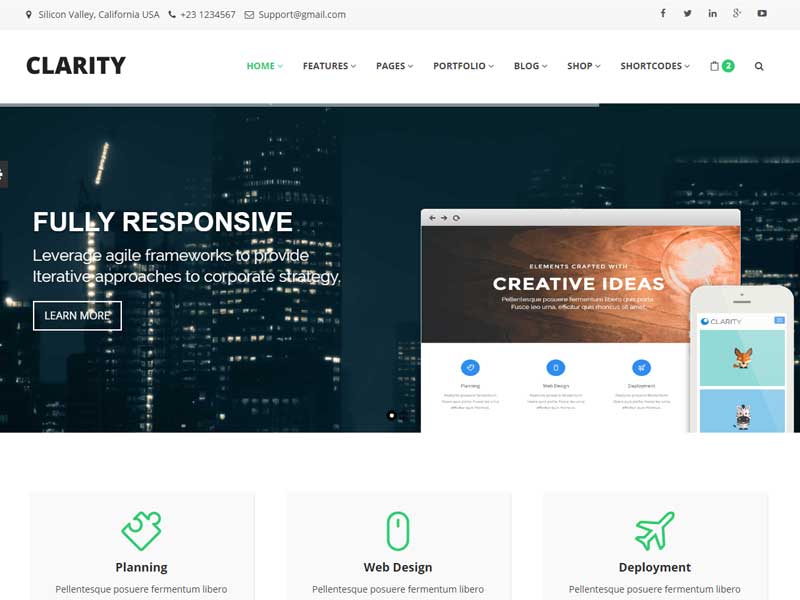 Silicon Valley, California USA +23 1234567 Support@gmail.com
CLARITY
HOME FEATURES PAGES PORTFOLIO BLOG SHOP SHORTCODES 2
FULLY RESPONSIVE
Leverage agile frameworks to provide
Iterative approaches to corporate strategy.
LEARN MORE
ELEMENTS CRAFTED WITH
CREATIVE IDEAS
Pellentesque posuere fermentum libero quis porta
Fusce leo urna, efficitur quis rhoncus sit amet.
CLARITY
Planning Web Design Deployment
Planning Web Design Deployment
Pellentesque posuere fermentum libero Pellentesque posuere fermentum libero Pellentesque posuere fermentum libero